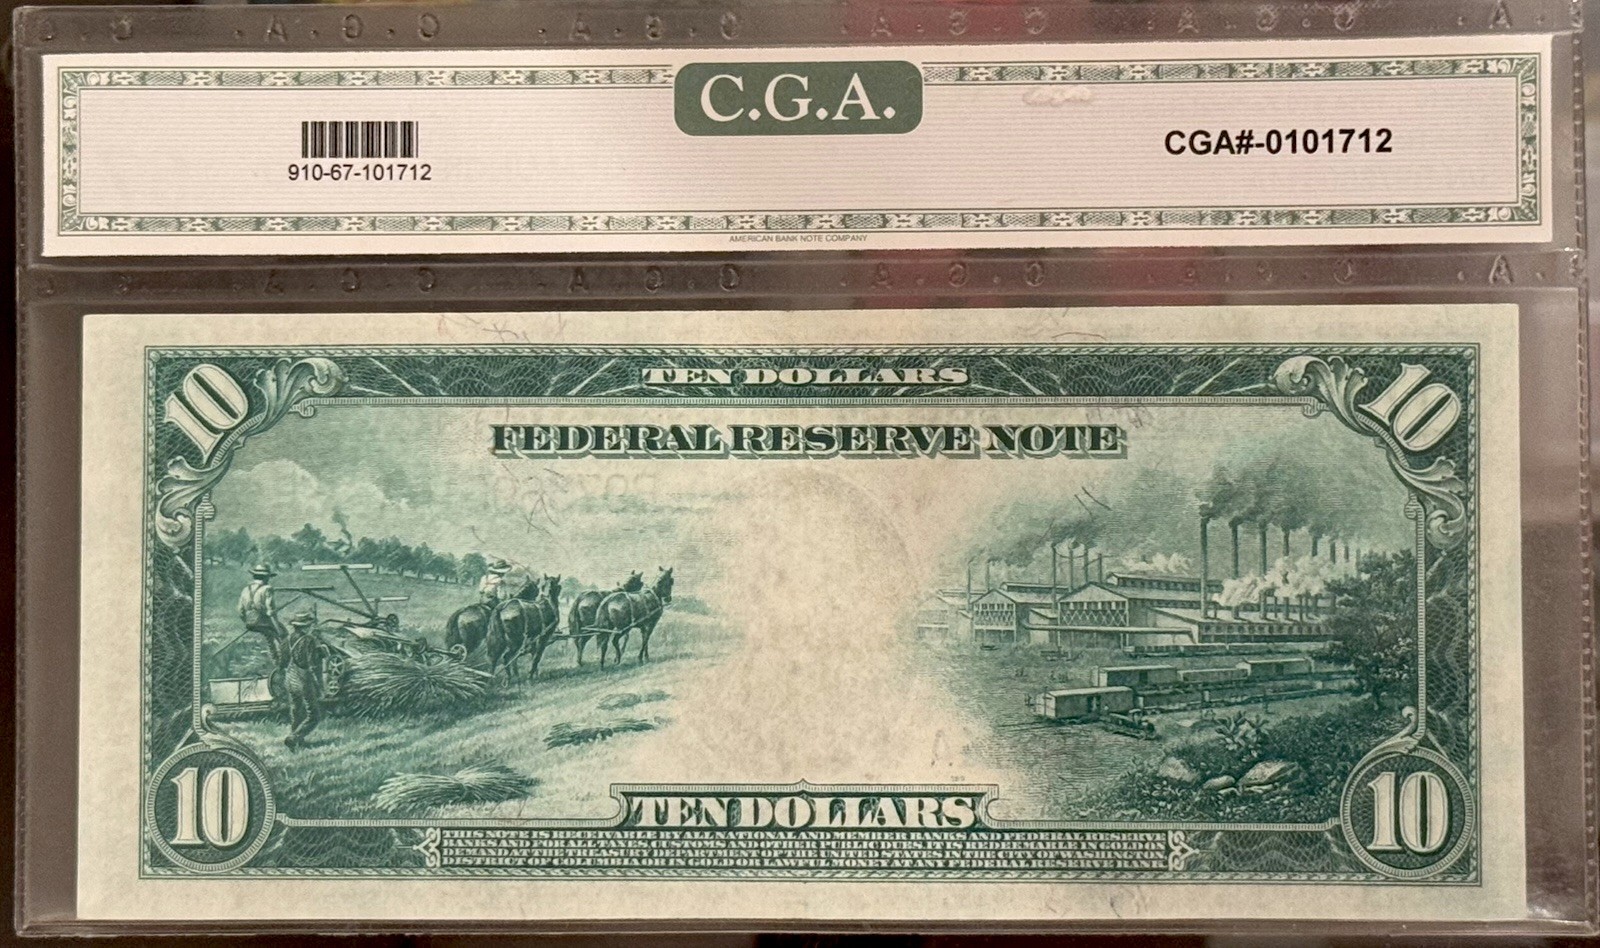 C.G.A.
CGA#-0101712
910-67-101712
AMERICAN BANK NOTE COMPANY
10
TEN DOLLARS
10
FEDERAL RESERVE NOTE
10
TEN DOLLARS
10
THIS NOTE IS RECEIVABLE BY ALL NATIONAL AND MEMBER BANKS AND FEDERAL RESERVE
BANKS AND FOR ALL TAXES, CUSTOMS AND OTHER PUBLIC DUES. IT IS REDEEMABLE IN GOLD ON
DEMAND AT THE TREASURY DEPARTMENT OF THE UNITED STATES IN THE CITY OF WASHINGTON,
DISTRICT OF COLUMBIA OR IN GOLD OR LAWFUL MONEY AT ANY FEDERAL RESERVE BANK.